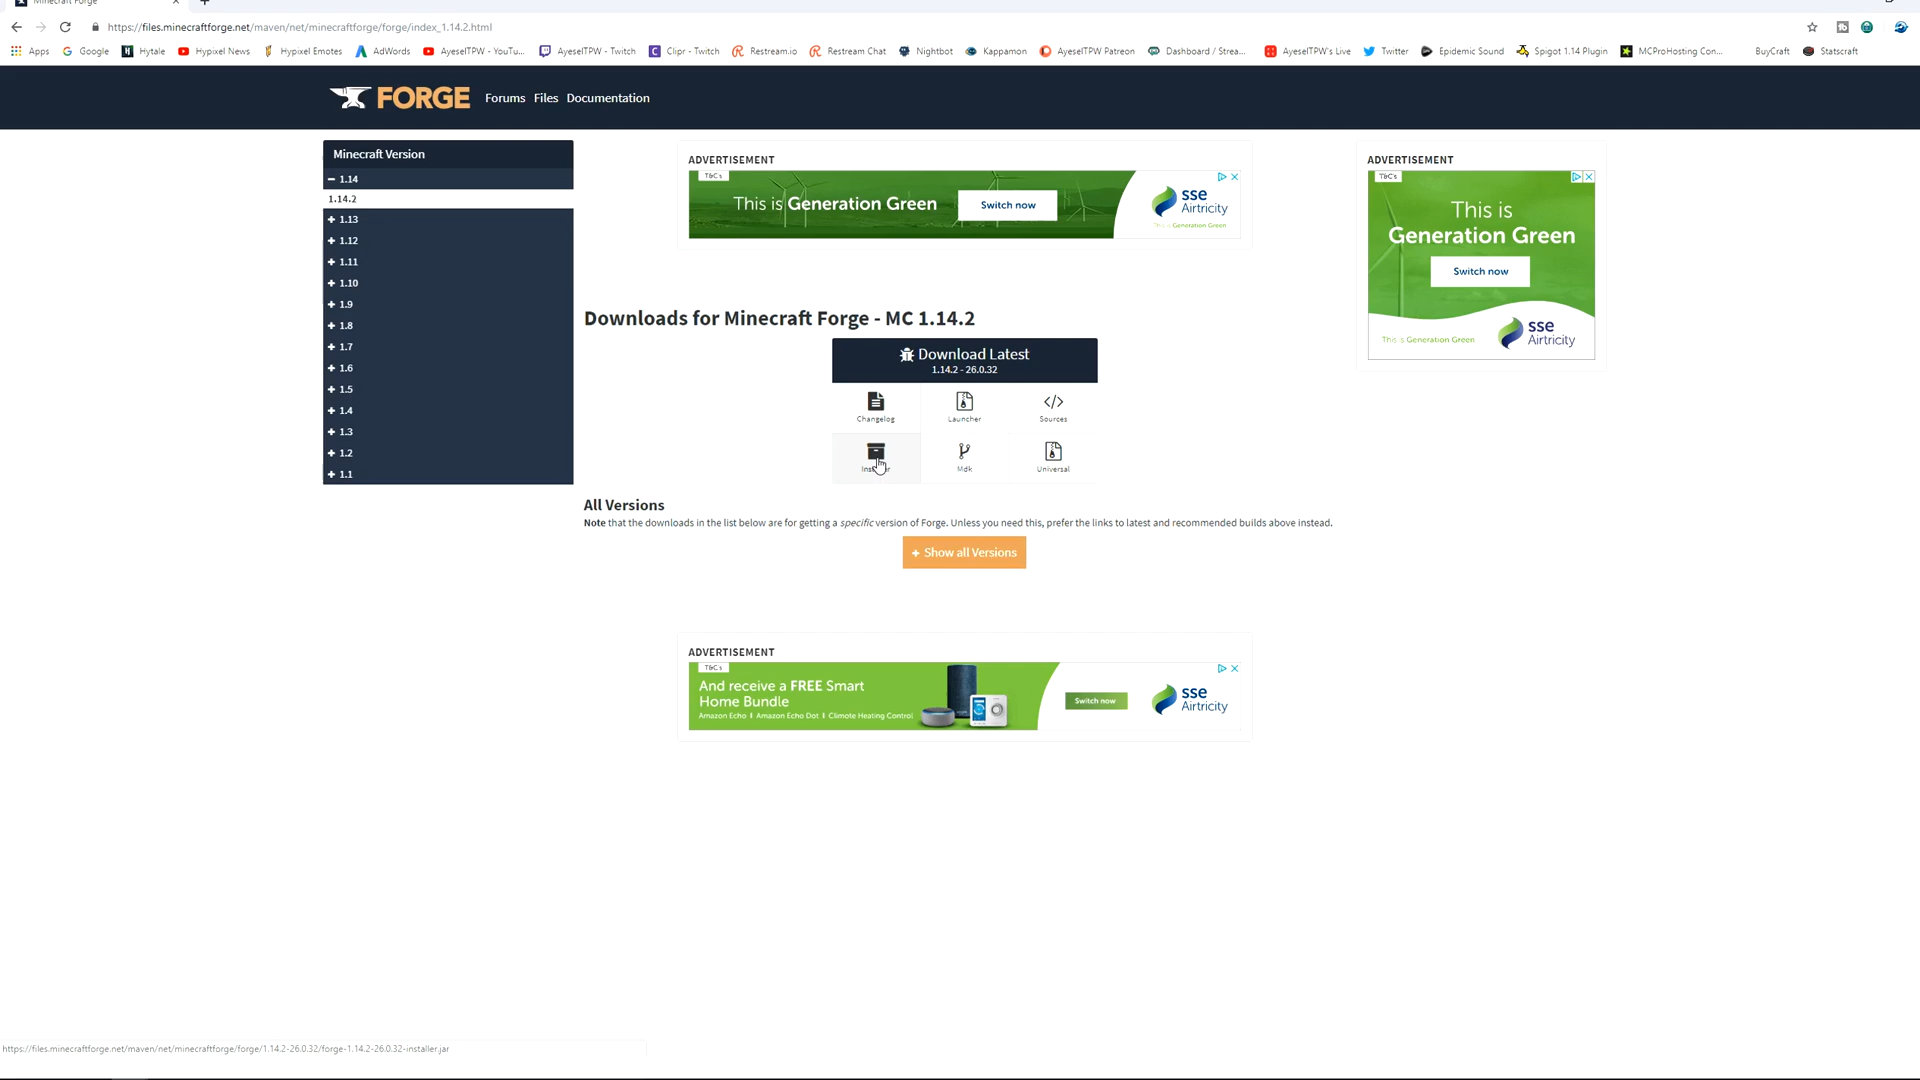 Minecraft Forge
https://files.minecraftforge.net/maven/net/minecraftforge/forge/index_1.14.2.html
Apps Google Hytale Hypixel News Hypixel Emotes AdWords AyeselTPW - YouTu... AyeselTPW - Twitch Clipr - Twitch Restream.io Restream Chat Nightbot Kappamon AyeselTPW Patreon Dashboard / Strea... AyeselTPW's Live Twitter Epidemic Sound Spigot 1.14 Plugin MCProHosting Con... BuyCraft Statscraft
FORGE Forums Files Documentation
Minecraft Version
1.14
1.14.2
1.13
1.12
1.11
1.10
1.9
1.8
1.7
1.6
1.5
1.4
1.3
1.2
1.1
ADVERTISEMENT
T&C's
This is Generation Green
Switch now
sse
Airtricity
This is Generation Green
ADVERTISEMENT
T&C's
This is
Generation Green
Switch now
This is Generation Green
sse
Airtricity
Downloads for Minecraft Forge - MC 1.14.2
Download Latest
1.14.2 - 26.0.32
Changelog Launcher Sources
Mdk Universal
All Versions
Note that the downloads in the list below are for getting a specific version of Forge. Unless you need this, prefer the links to latest and recommended builds above instead.
+ Show all Versions
ADVERTISEMENT
T&C's
And receive a FREE Smart
Home Bundle
Amazon Echo I Amazon Echo Dot I Climote Heating Control
Switch now
sse
Airtricity
https://files.minecraftforge.net/maven/net/minecraftforge/forge/1.14.2-26.0.32/forge-1.14.2-26.0.32-installer.jar